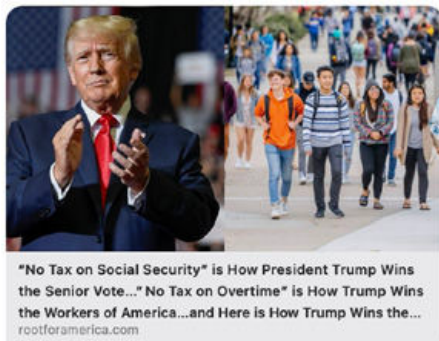 "No Tax on Social Security" is How President Trump Wins
the Senior Vote..." No Tax on Overtime" is How Trump Wins
the Workers of America...and Here is How Trump Wins the...
rootforamerica.com